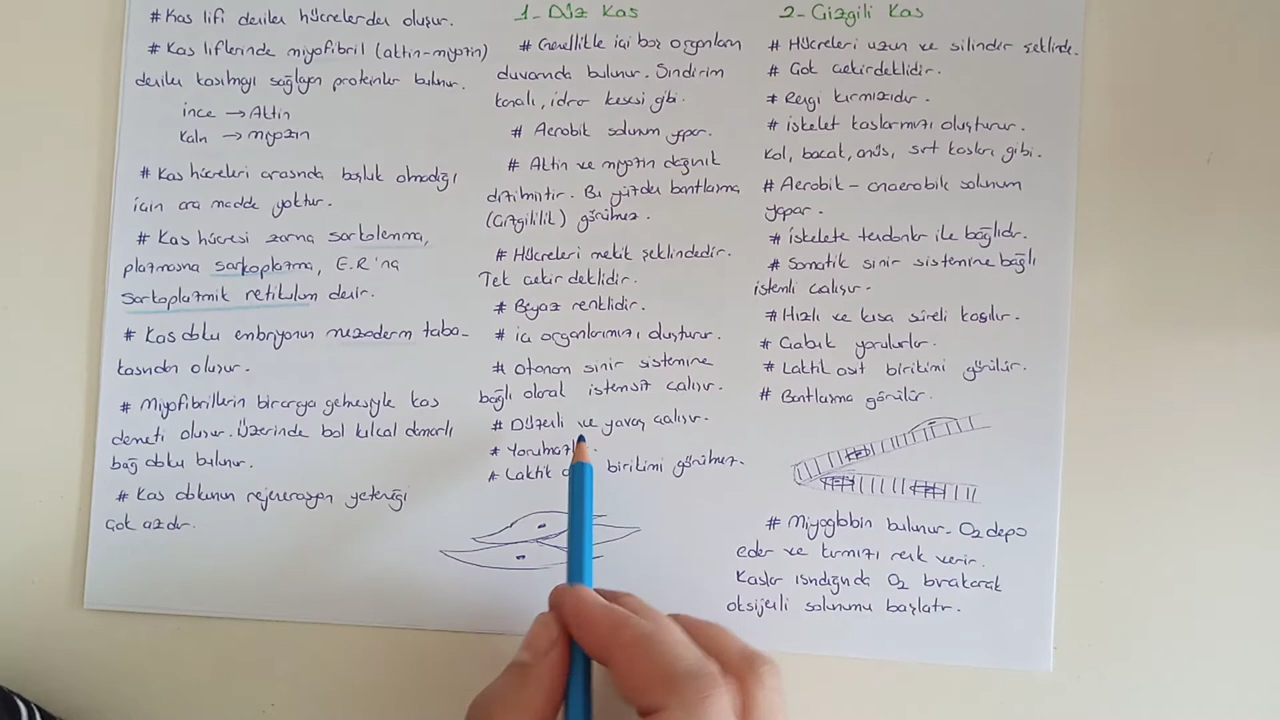 # Kas lifi denilen hücrelerden oluşur.
# Kas liflerinde miyofibril (aktin-miyozin)
denilen kasılmayı sağlayan proteinler bulunur.
ince → Aktin
kalın → miyozin
# Kas hücreleri arasında boşluk olmadığı
için ara madde yoktur.
# Kas hücresi zarına sarkolemma,
plazmasına sarkoplazma, E.R'na
sarkoplazmik retikulum denir.
# Kas doku embriyonun mezoderm taba-
kasından oluşur.
# Miyofibrillerin biraraya gelmesiyle kas
demeti oluşur. Üzerinde bol kılcal damarlı
bağ doku bulunur.
# Kas dokunun rejenerasyon yeteneği
çok azdır.
1- Düz Kas
# Genellikle içi boş organların
duvarında bulunur. Sindirim
kanalı, idrar kesesi gibi.
# Aerobik solunum yapar.
# Aktin ve miyozin dağınık
dizilmiştir. Bu yüzden bantlaşma
(Çizgililik) görülmez.
# Hücreleri mekik şeklindedir.
Tek çekirdeklidir.
# Beyaz renklidir.
# iç organlarımızı oluşturur.
# Otonom sinir sistemine
bağlı olarak istemsiz çalışır.
# Düzenli ve yavaş çalışır.
# Yorulmazlar.
# Laktik birikimi görülmez.
2- Çizgili Kas
# Hücreleri uzun ve silindir şeklinde.
# Çok çekirdeklidir.
# Rengi kırmızıdır.
# iskelet kaslarımızı oluşturur.
Kol, bacak, anüs, sırt kasları gibi.
# Aerobik - anaerobik solunum
yapar.
# İskelete tendonlar ile bağlıdır.
# Somatik sinir sistemine bağlı
istemli çalışır.
# Hızlı ve kısa süreli kasılır.
# Çabuk yorulurlar.
# Laktik asit birikimi görülür.
# Bantlaşma görülür.
# Miyoglobin bulunur. O2 depo
eder ve kırmızı renk verir.
Kaslar ısındığında O2 bırakarak
oksijenli solunumu başlatır.